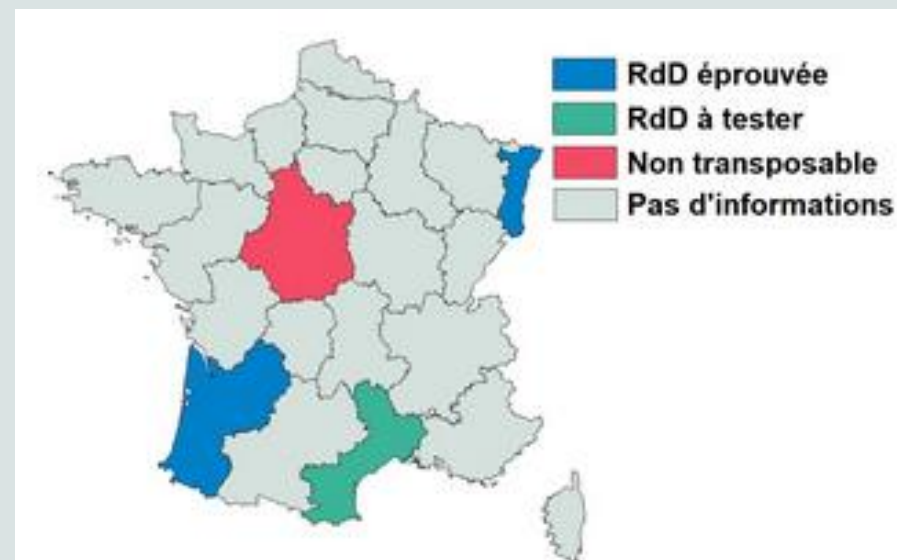 RdD éprouvée
RdD à tester
Non transposable
Pas d'informations